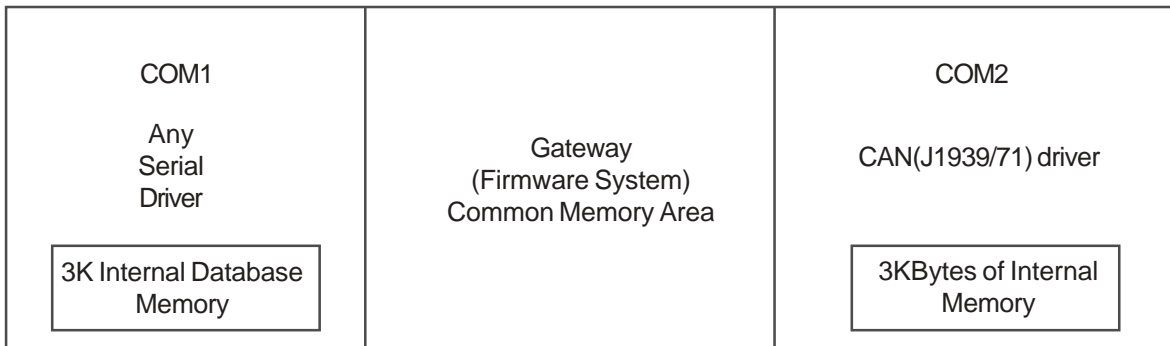 COM1
Any
Serial
Driver
3K Internal Database
Memory
Gateway
(Firmware System)
Common Memory Area
COM2
CAN(J1939/71) driver
3KBytes of Internal
Memory